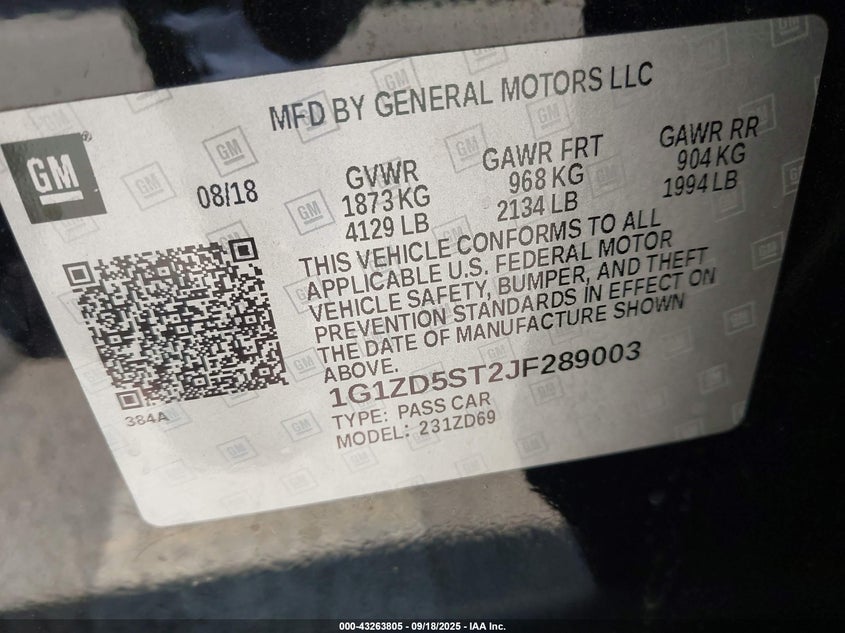 MFD BY GENERAL MOTORS LLC
GM
08/18
GVWR
1873 KG
4129 LB
GAWR FRT
968 KG
2134 LB
GAWR RR
904 KG
1994 LB
THIS VEHICLE CONFORMS TO ALL
APPLICABLE U.S. FEDERAL MOTOR
VEHICLE SAFETY, BUMPER, AND THEFT
PREVENTION STANDARDS IN EFFECT ON
THE DATE OF MANUFACTURE SHOWN
ABOVE.
1G1ZD5ST2JF289003
TYPE: PASS CAR
MODEL: 231ZD69
384A
000-43263805 - 09/18/2025 - IAA Inc.